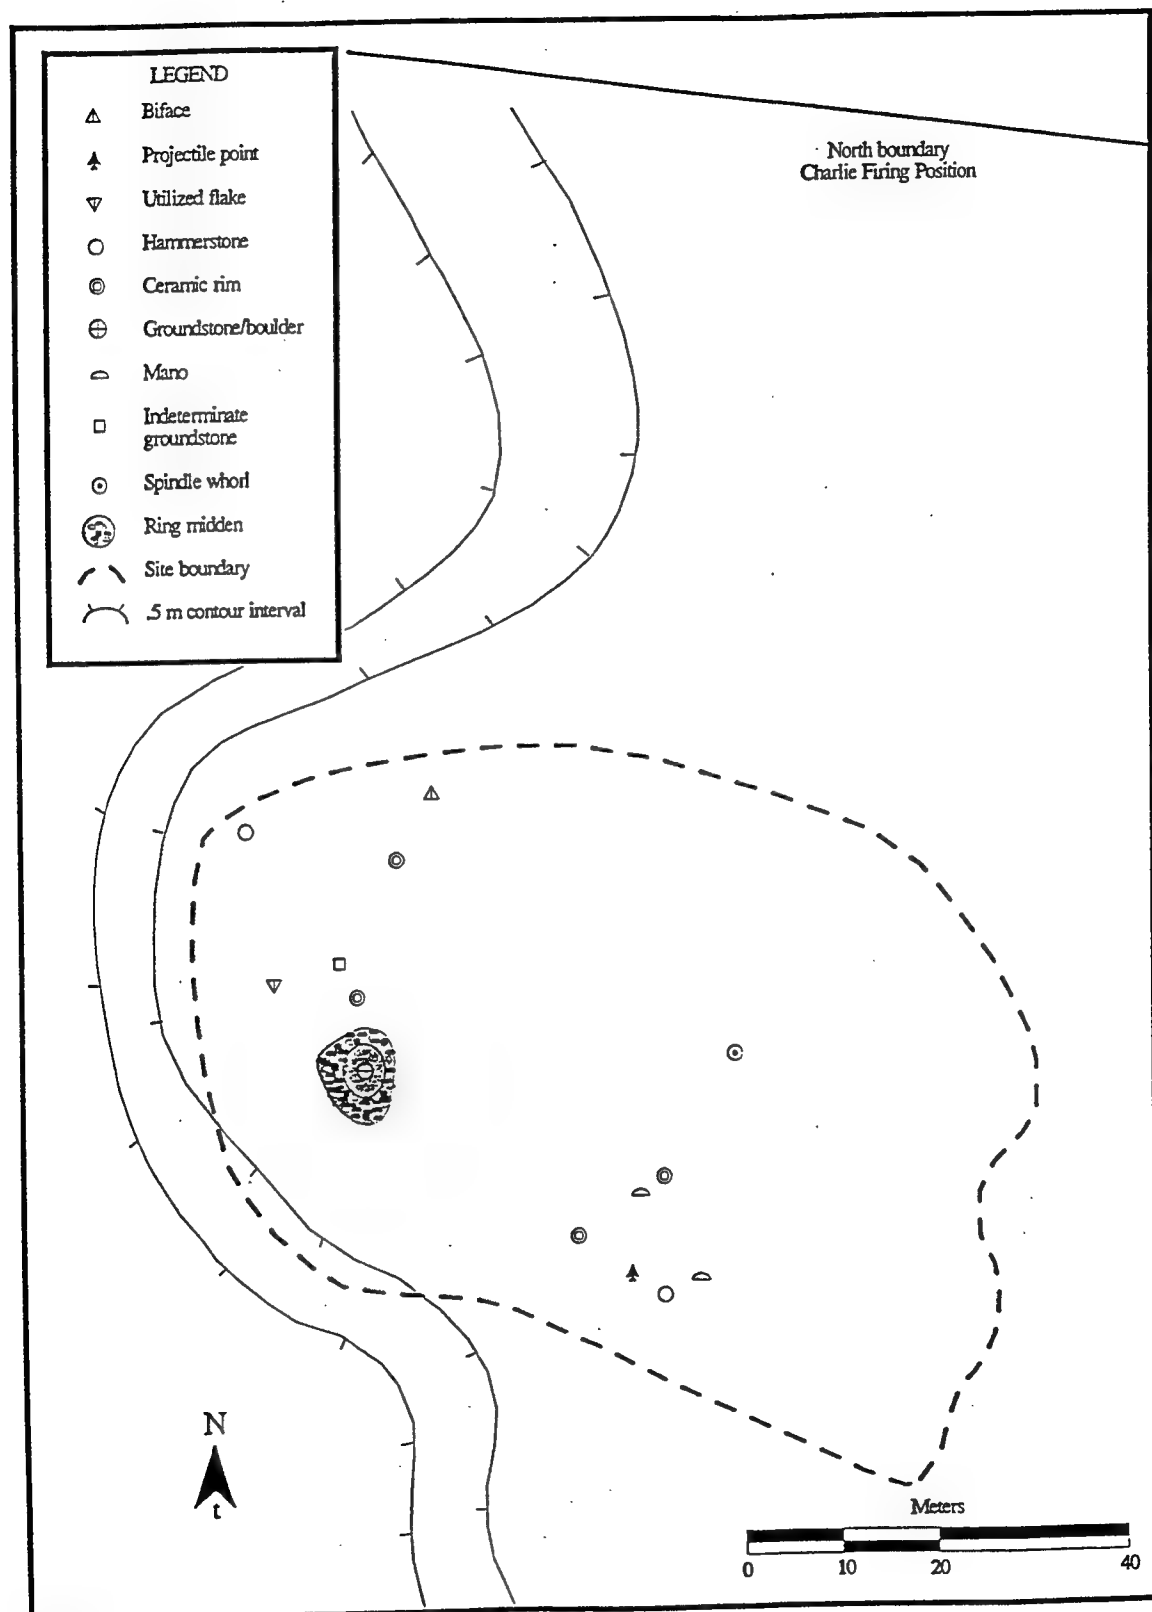 LEGEND
Biface
Projectile point
Utilized flake
Hammerstone
Ceramic rim
Groundstone/boulder
Mano
Indeterminate
groundstone
Spindle whorl
Ring midden
Site boundary
.5 m contour interval
North boundary
Charlie Firing Position
N
t
Meters
0 10 20 40